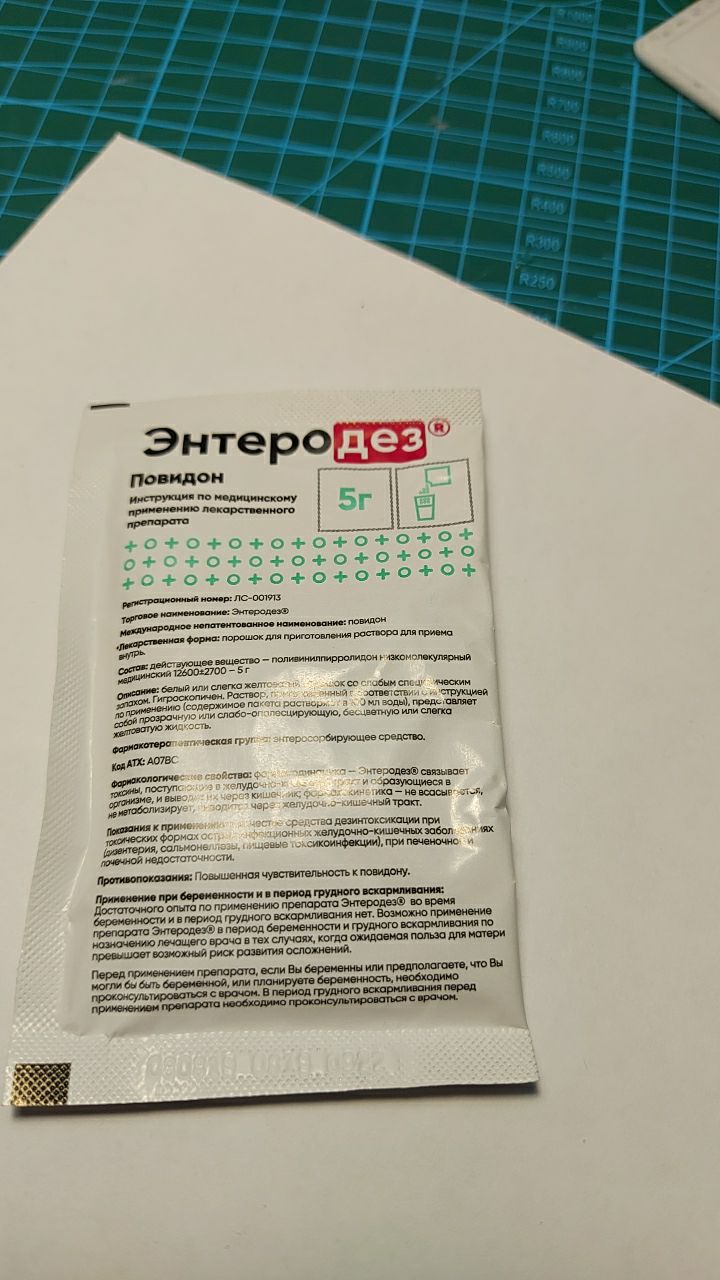 R1000
R900
R800
R700
R600
R500
R400
R300
R250
Энтеродез®
Повидон
Инструкция по медицинскому
применению лекарственного
препарата
5г
Регистрационный номер: ЛС-001913
Торговое наименование: Энтеродез®
Международное непатентованное наименование: повидон
Лекарственная форма: порошок для приготовления раствора для приема
внутрь.
Состав: действующее вещество – поливинилпирролидон низкомолекулярный
медицинский 12600±2700 – 5 г
Описание: белый или слегка желтоватый порошок со слабым специфическим
запахом. Гигроскопичен. Раствор, приготовленный в соответствии с инструкцией
по применению (содержимое пакета растворяют в 100 мл воды), представляет
собой прозрачную или слабо-опалесцирующую, бесцветную или слегка
желтоватую жидкость.
Фармакотерапевтическая группа: энтеросорбирующее средство.
Код АТХ: A07BC
Фармакологические свойства: фармакодинамика – Энтеродез® связывает
токсины, поступающие в желудочно-кишечный тракт и образующиеся в
организме, и выводит их через кишечник; фармакокинетика – не всасывается,
не метаболизирует, выводится через желудочно-кишечный тракт.
Показания к применению: в качестве средства дезинтоксикации при
токсических формах острых инфекционных желудочно-кишечных заболеваниях
(дизентерия, сальмонеллезы, пищевые токсикоинфекции), при печеночной и
почечной недостаточности.
Противопоказания: Повышенная чувствительность к повидону.
Применение при беременности и в период грудного вскармливания:
Достаточного опыта по применению препарата Энтеродез® во время
беременности и в период грудного вскармливания нет. Возможно применение
препарата Энтеродез® в период беременности и грудного вскармливания по
назначению лечащего врача в тех случаях, когда ожидаемая польза для матери
превышает возможный риск развития осложнений.
Перед применением препарата, если Вы беременны или предполагаете, что Вы
могли бы быть беременной, или планируете беременность, необходимо
проконсультироваться с врачом. В период грудного вскармливания перед
применением препарата необходимо проконсультироваться с врачом.